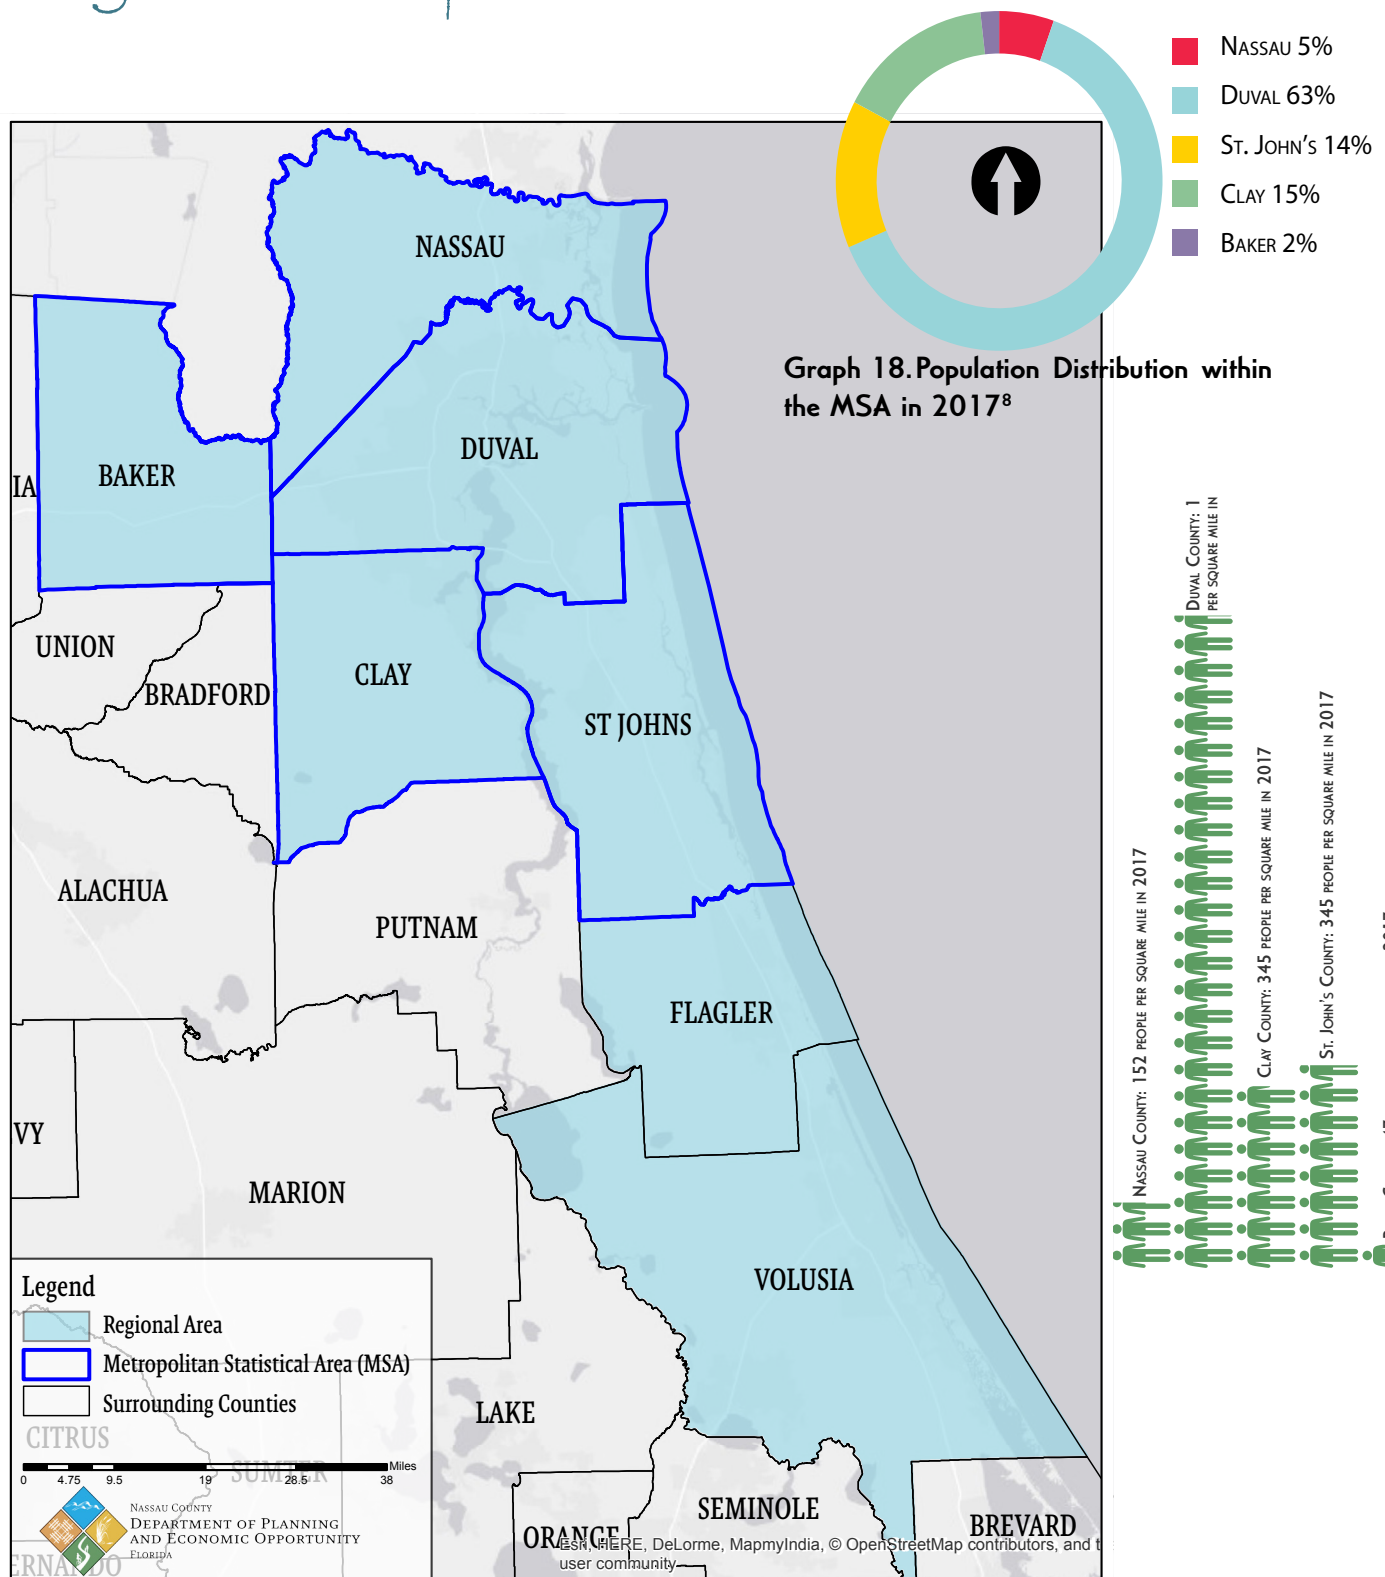 NASSAU 5%
DUVAL 63%
ST. JOHN'S 14%
CLAY 15%
BAKER 2%
Graph 18. Population Distribution within
the MSA in 2017⁸
NASSAU
DUVAL
BAKER
IA
UNION
BRADFORD
CLAY
ST JOHNS
ALACHUA
PUTNAM
FLAGLER
VY
MARION
VOLUSIA
LAKE
SEMINOLE
ORANGE
BREVARD
DUVAL COUNTY: 1
PER SQUARE MILE IN
NASSAU COUNTY: 152 PEOPLE PER SQUARE MILE IN 2017
CLAY COUNTY: 345 PEOPLE PER SQUARE MILE IN 2017
ST. JOHN'S COUNTY: 345 PEOPLE PER SQUARE MILE IN 2017
Legend
Regional Area
Metropolitan Statistical Area (MSA)
Surrounding Counties
CITRUS
SUMTER
ERNANDO
Miles
0 4.75 9.5 19 28.5 38
NASSAU COUNTY
DEPARTMENT OF PLANNING
AND ECONOMIC OPPORTUNITY
FLORIDA
Esri, HERE, DeLorme, MapmyIndia, © OpenStreetMap contributors, and t
user community